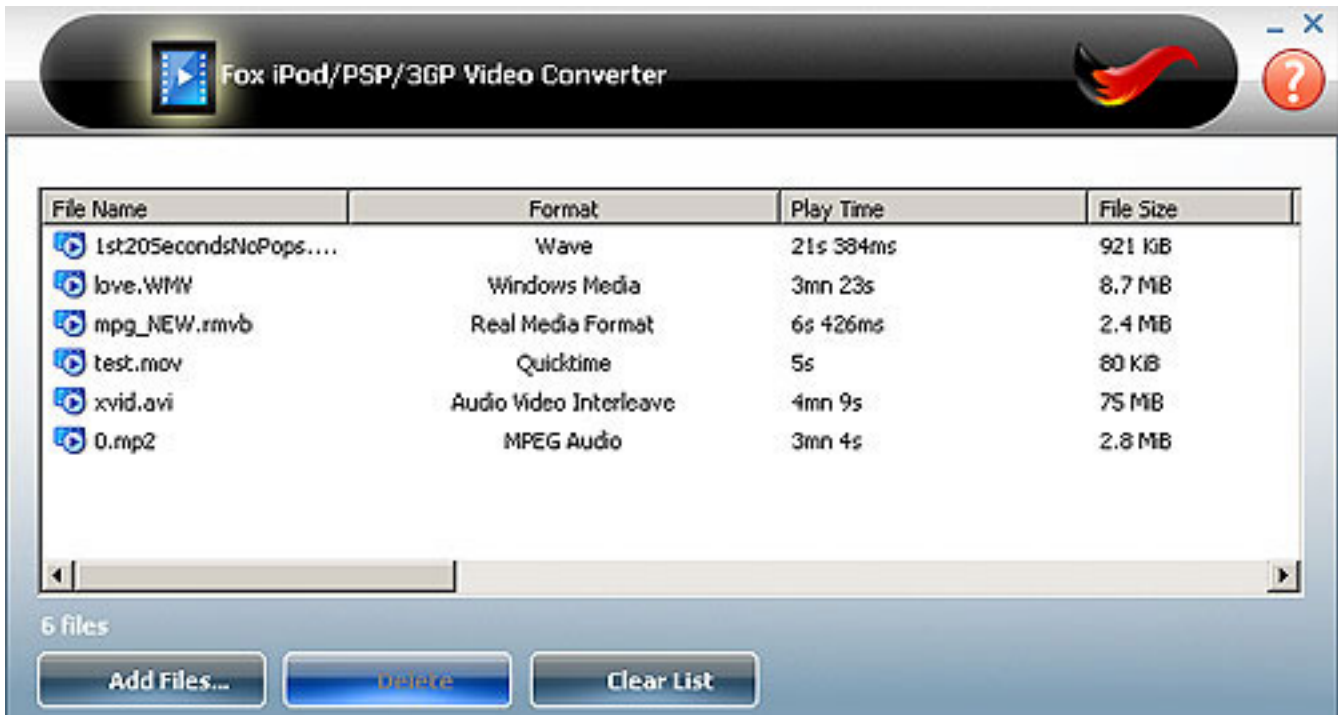 Fox iPod/PSP/3GP Video Converter
File Name Format Play Time File Size
1st20SecondsNoPops.... Wave 21s 384ms 921 KiB
love.WMV Windows Media 3mn 23s 8.7 MiB
mpg_NEW.rmvb Real Media Format 6s 426ms 2.4 MiB
test.mov Quicktime 5s 80 KiB
xvid.avi Audio Video Interleave 4mn 9s 75 MiB
0.mp2 MPEG Audio 3mn 4s 2.8 MiB
6 files
Add Files... Delete Clear List